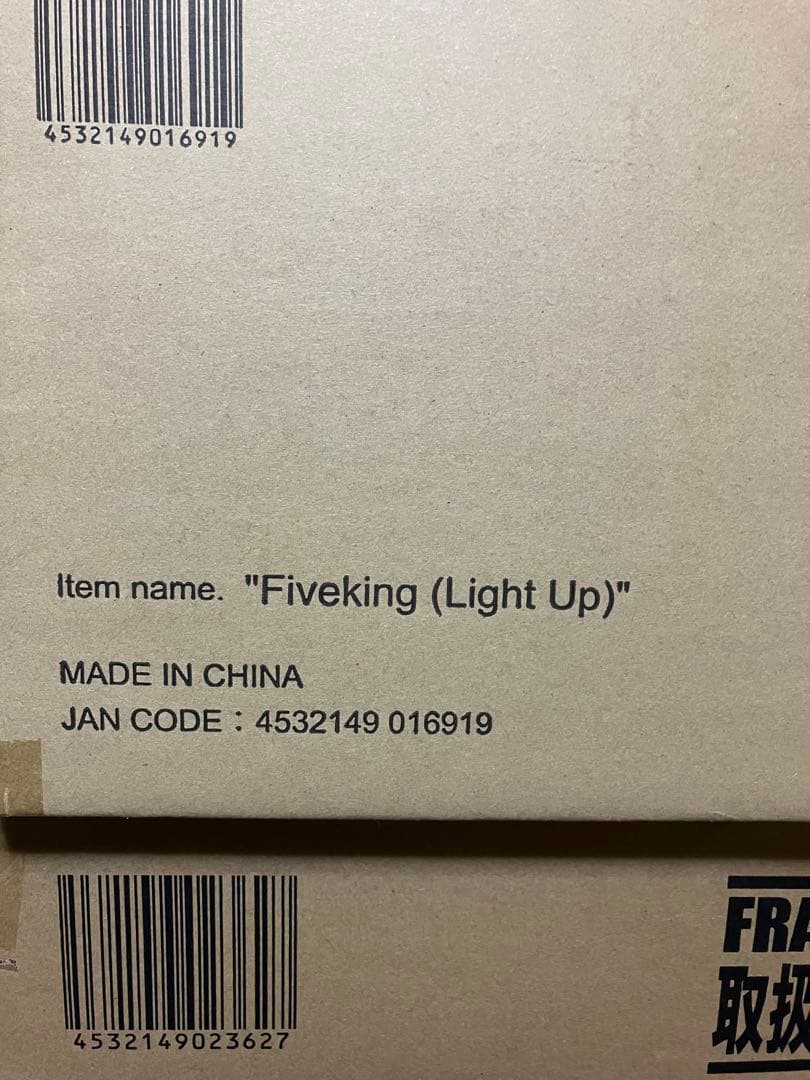 4532149016919
Item name. "Fiveking (Light Up)"
MADE IN CHINA
JAN CODE : 4532149 016919
4532149023627
FRA
取扱